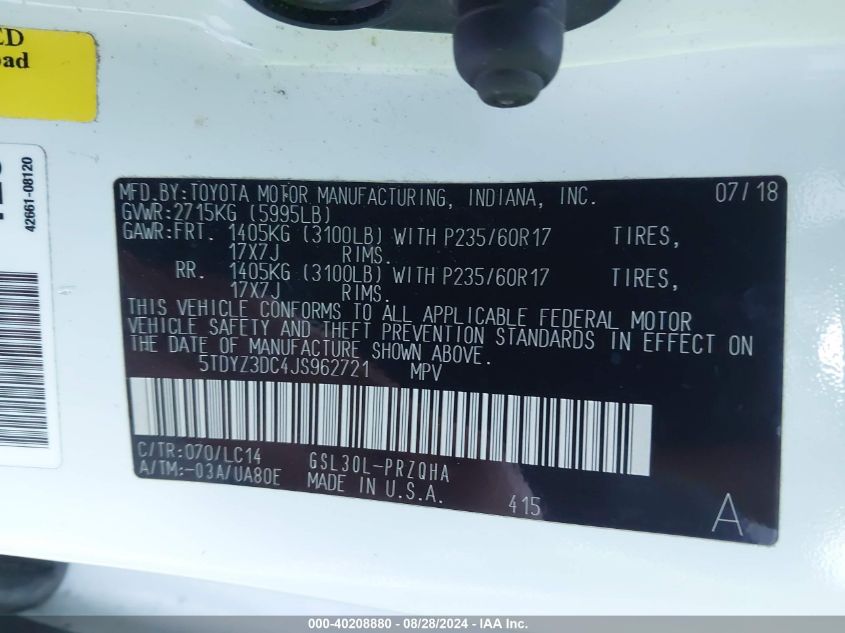 ED
oad
42661-08120
MFD.BY:TOYOTA MOTOR MANUFACTURING, INDIANA, INC. 07/18
GVWR:2715KG (5995LB)
GAWR:FRT. 1405KG (3100LB) WITH P235/60R17 TIRES,
17X7J RIMS.
RR. 1405KG (3100LB) WITH P235/60R17 TIRES,
17X7J RIMS.
THIS VEHICLE CONFORMS TO ALL APPLICABLE FEDERAL MOTOR
VEHICLE SAFETY AND THEFT PREVENTION STANDARDS IN EFFECT ON
THE DATE OF MANUFACTURE SHOWN ABOVE.
5TDYZ3DC4JS962721 MPV
C/TR:070/LC14 GSL30L-PRZQHA
A/TM:-03A/UA80E MADE IN U.S.A.
415 A
000-40208880 - 08/28/2024 - IAA Inc.